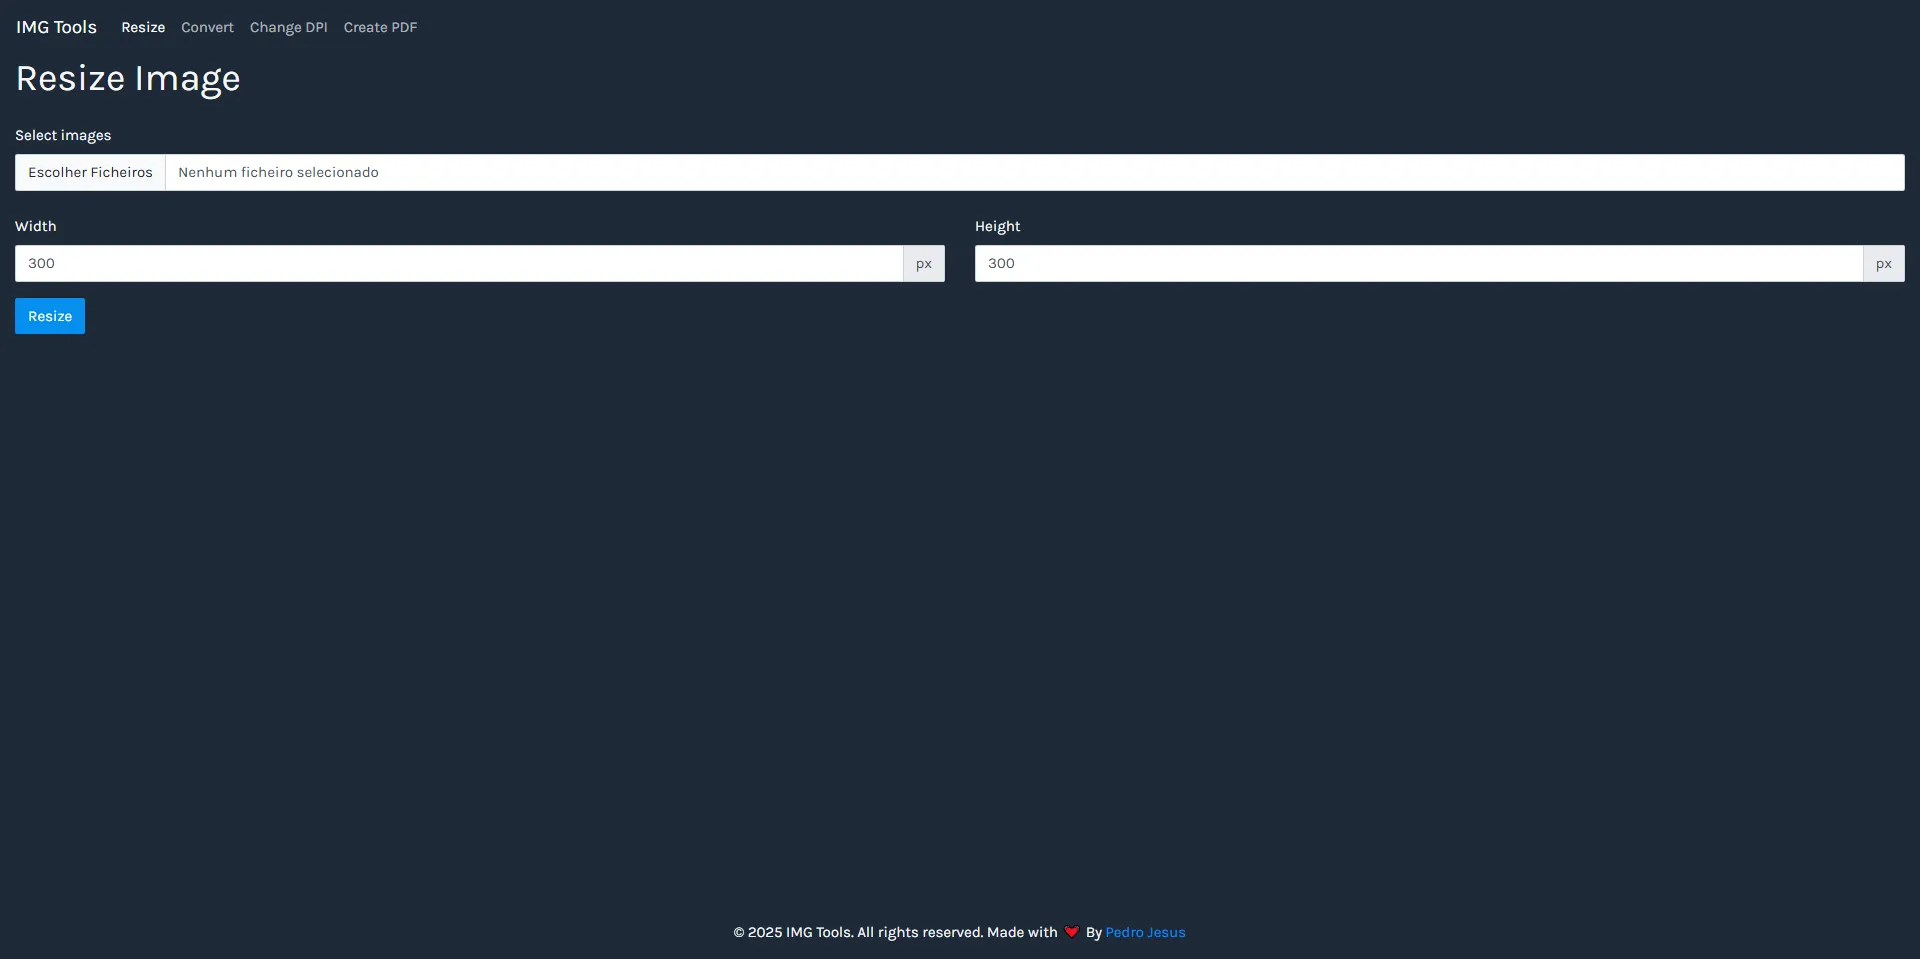 IMG Tools Resize Convert Change DPI Create PDF
Resize Image
Select images
Escolher Ficheiros Nenhum ficheiro selecionado
Width Height
300 px 300 px
Resize
© 2025 IMG Tools. All rights reserved. Made with ❤️ By Pedro Jesus